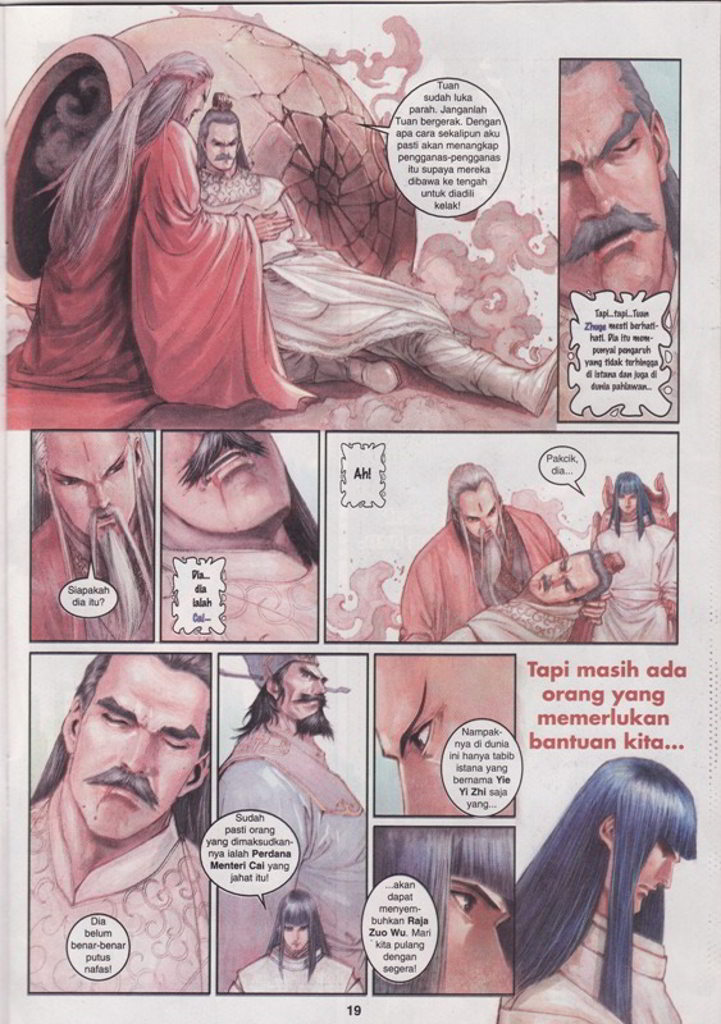 Tuan
sudah luka
parah. Janganlah
Tuan bergerak. Dengan
apa cara sekalipun aku
pasti akan menangkap
pengganas-pengganas
itu supaya mereka
dibawa ke tengah
untuk diadili
kelak!
Tapi...tapi...Tuan
Zhuge mesti berhati-
hati. Dia itu mem-
punyai pengaruh
yang tidak terhingga
di istana dan juga di
dunia pahlawan...
Siapakah
dia itu?
Dia...
dia
ialah
Cai...
Ah!
Pakcik,
dia...
Dia
belum
benar-benar
putus
nafas!
Sudah
pasti orang
yang dimaksudkan-
nya ialah Perdana
Menteri Cai yang
jahat itu!
Nampak-
nya di dunia
ini hanya tabib
istana yang
bernama Yie
Yi Zhi saja
yang...
...akan
dapat
menyem-
buhkan Raja
Zuo Wu. Mari
kita pulang
dengan
segera!
Tapi masih ada
orang yang
memerlukan
bantuan kita...
19